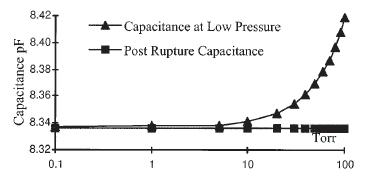 8.42
Capacitance at Low Pressure
8.40
Post Rupture Capacitance
8.38
8.36
8.34
8.32
Capacitance pF
Torr
0.1
1
10
100